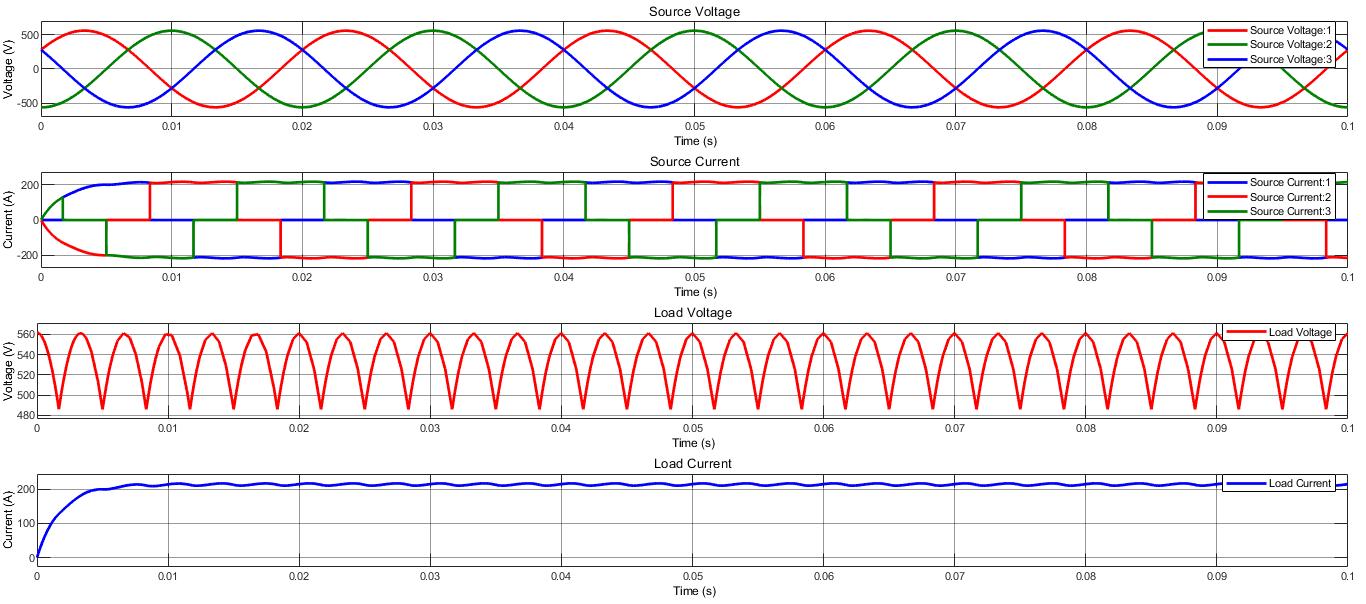 Source Voltage
Voltage (V)
500
0
-500
Source Voltage:1
Source Voltage:2
Source Voltage:3
0 0.01 0.02 0.03 0.04 0.05 0.06 0.07 0.08 0.09 0.1
Time (s)
Source Current
Current (A)
200
0
-200
Source Current:1
Source Current:2
Source Current:3
0 0.01 0.02 0.03 0.04 0.05 0.06 0.07 0.08 0.09 0.1
Time (s)
Load Voltage
Voltage (V)
560
540
520
500
480
Load Voltage
0 0.01 0.02 0.03 0.04 0.05 0.06 0.07 0.08 0.09 0.1
Time (s)
Load Current
Current (A)
200
100
0
Load Current
0 0.01 0.02 0.03 0.04 0.05 0.06 0.07 0.08 0.09 0.1
Time (s)